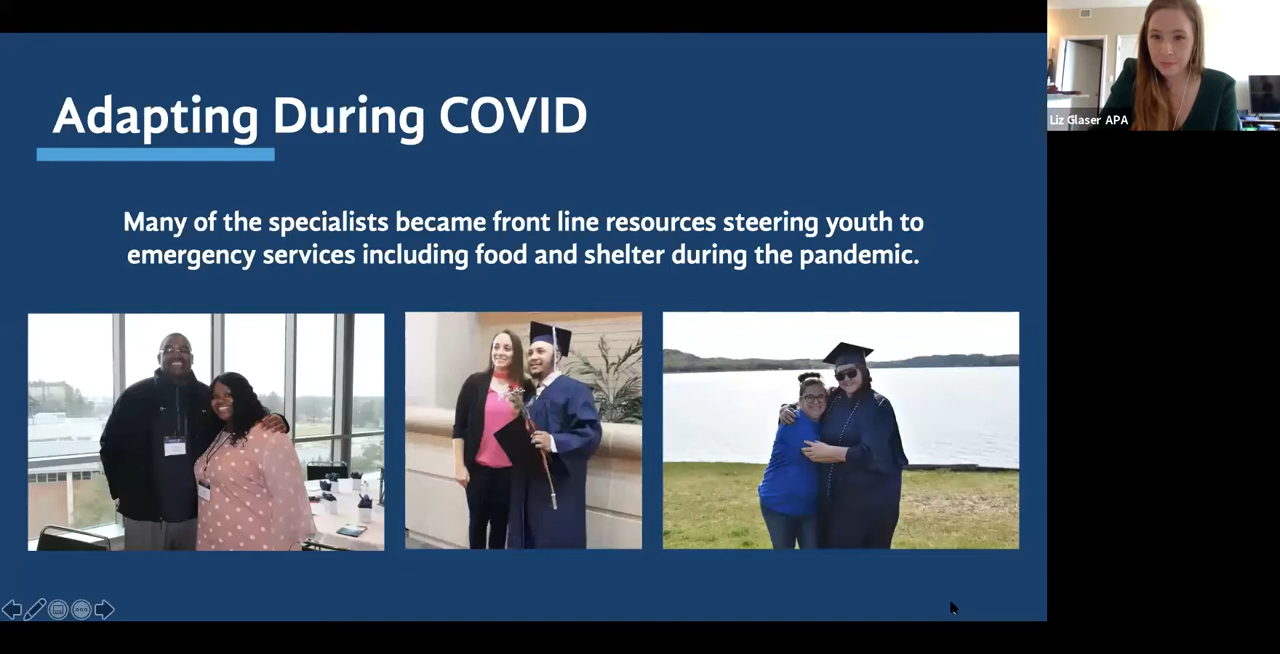 Adapting During COVID
Many of the specialists became front line resources steering youth to
emergency services including food and shelter during the pandemic.
Liz Glaser APA